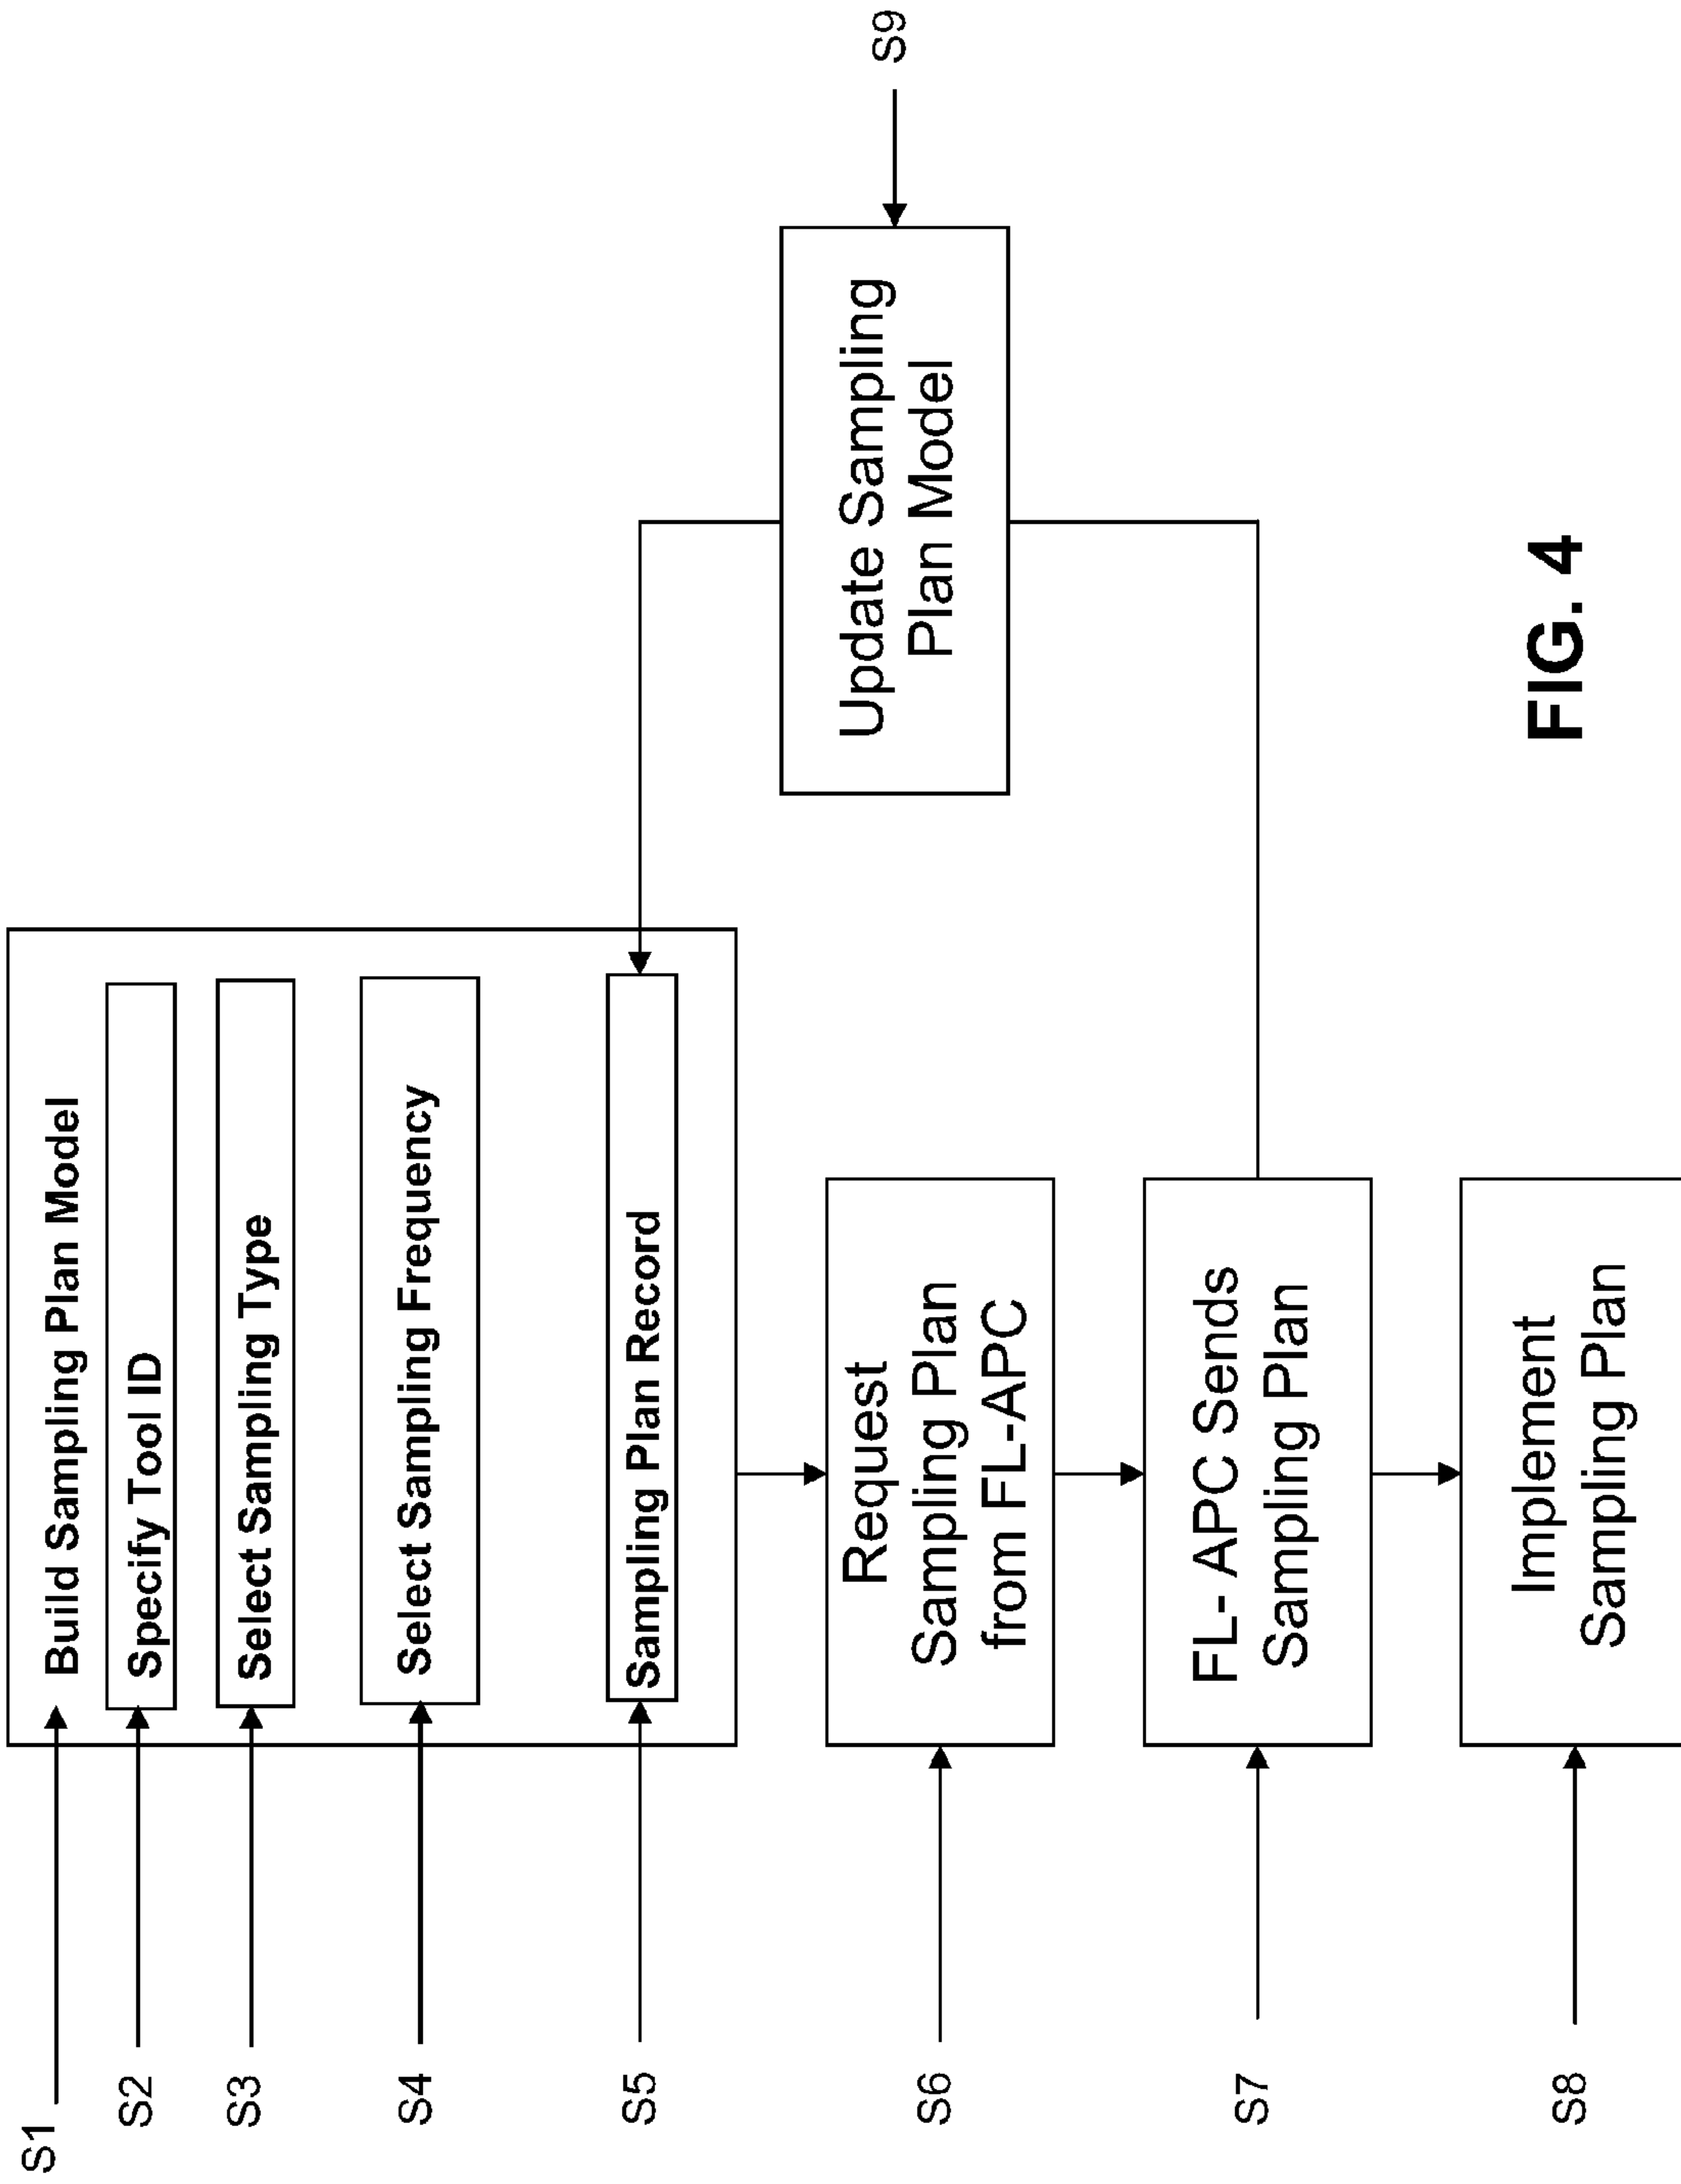 S1
Build Sampling Plan Model
S2
Specify Tool ID
S3
Select Sampling Type
S4
Select Sampling Frequency
S5
Sampling Plan Record
S6
Request
Sampling Plan
from FL-APC
S7
FL- APC Sends
Sampling Plan
S8
Implement
Sampling Plan
Update Sampling
Plan Model
S9
FIG. 4